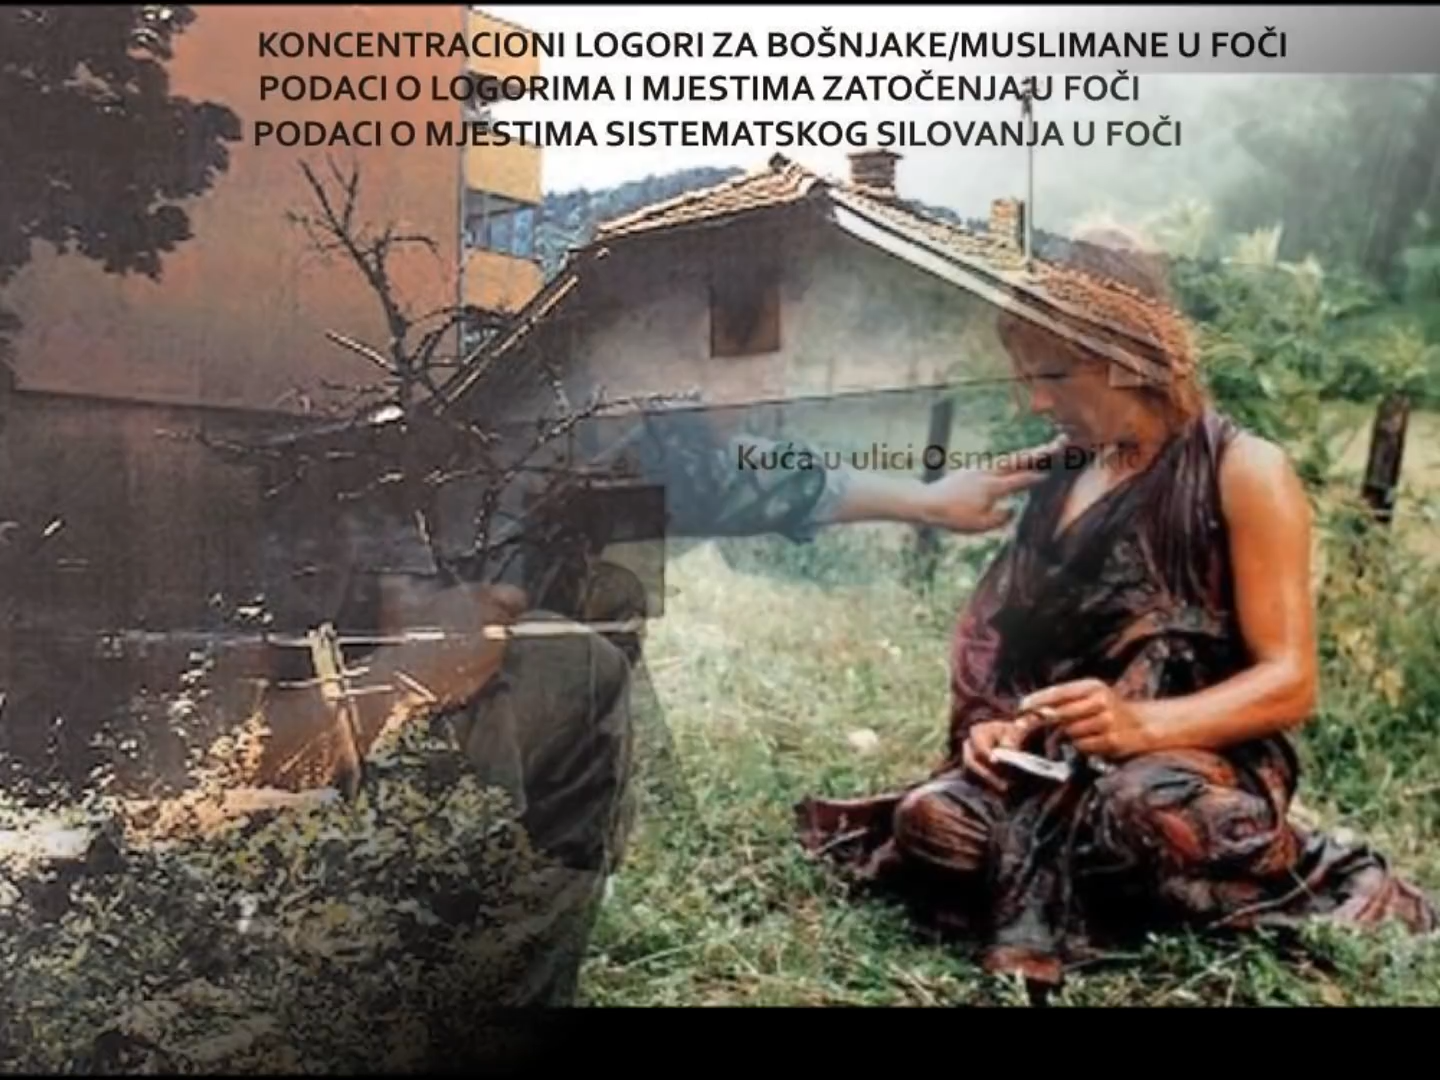 KONCENTRACIONI LOGORI ZA BOŠNJAKE/MUSLIMANE U FOČI
PODACI O LOGORIMA I MJESTIMA ZATOČENJA U FOČI
PODACI O MJESTIMA SISTEMATSKOG SILOVANJA U FOČI
Kuća u ulici Osmana Đikić